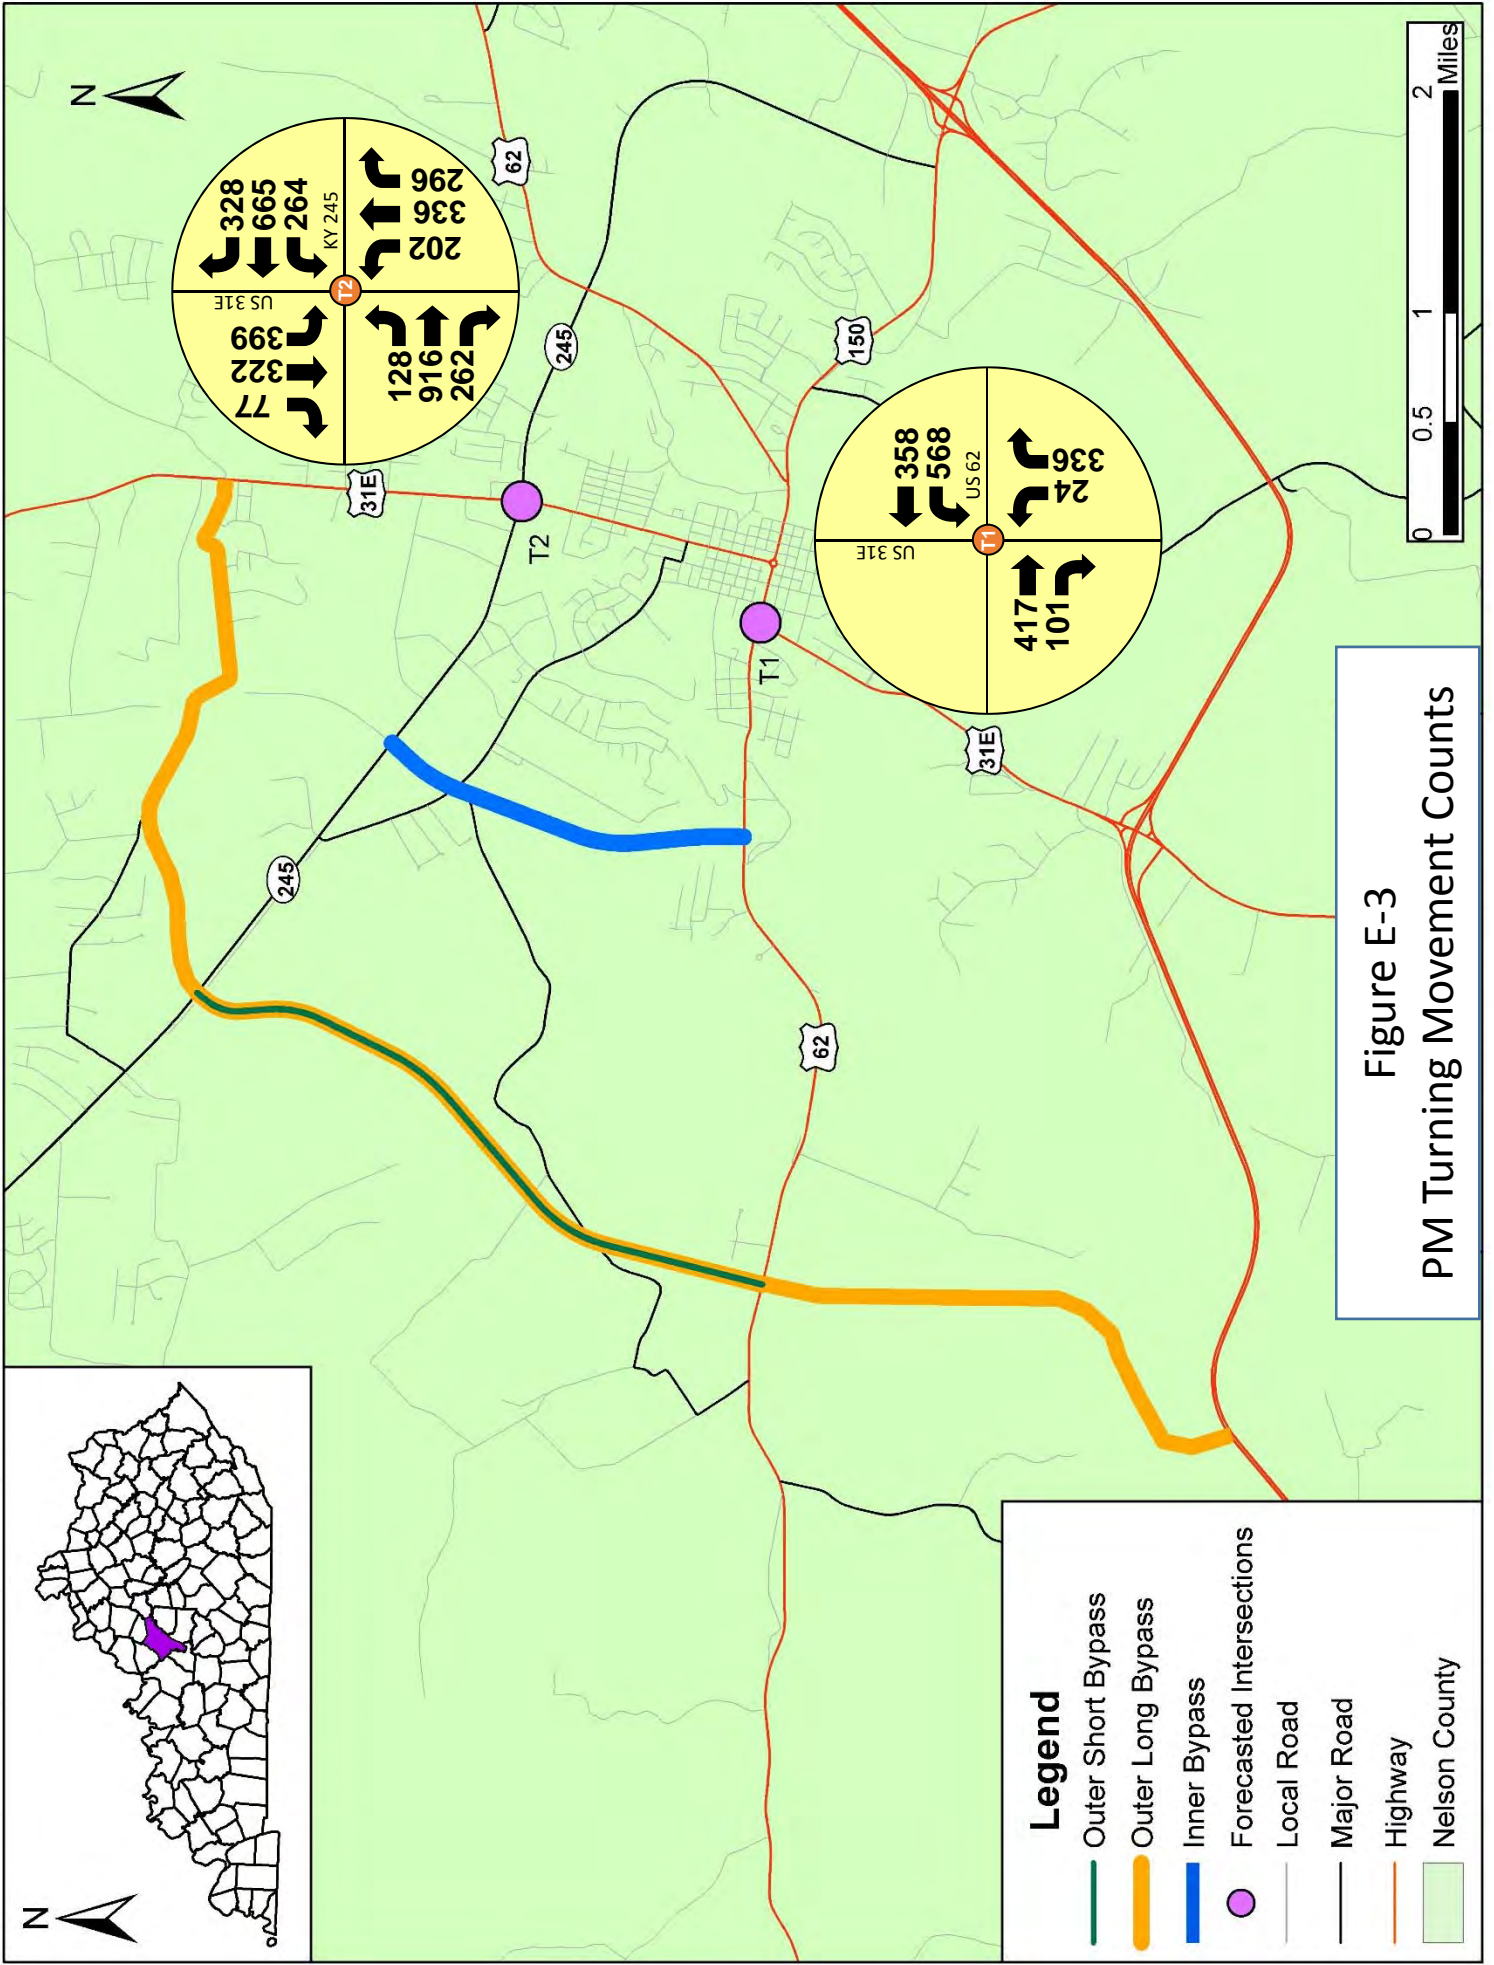 N
N
T2
T1
31E
245
62
245
150
62
31E
US 31E
KY 245
T2
77
322
399
328
665
264
128
916
262
202
336
296
US 31E
US 62
T1
358
568
417
101
24
336
Legend
Outer Short Bypass
Outer Long Bypass
Inner Bypass
Forecasted Intersections
Local Road
Major Road
Highway
Nelson County
Figure E-3
PM Turning Movement Counts
0 0.5 1 2
Miles